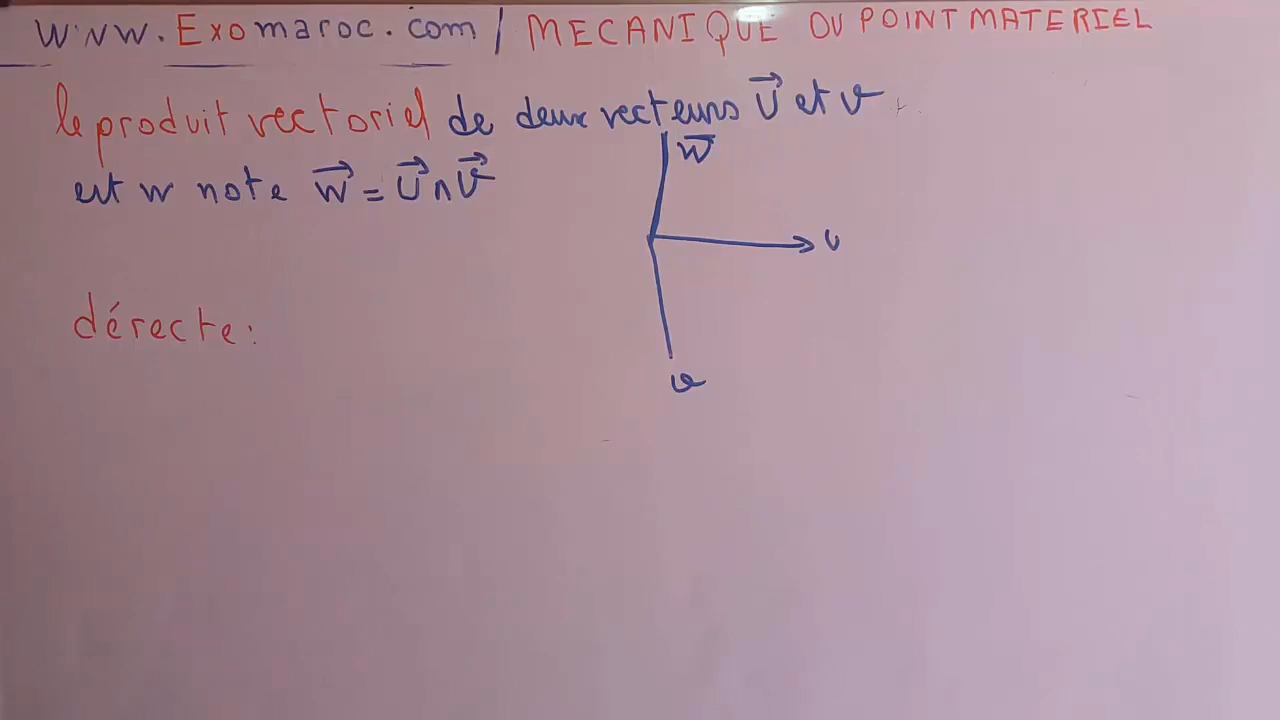 www.Exomaroc.com / MECANIQUE DU POINT MATERIEL
le produit vectoriel de deux vecteurs U⃗ et v⃗
est w note W⃗ = U⃗ ∧ V⃗
W⃗
U
dérecte:
v